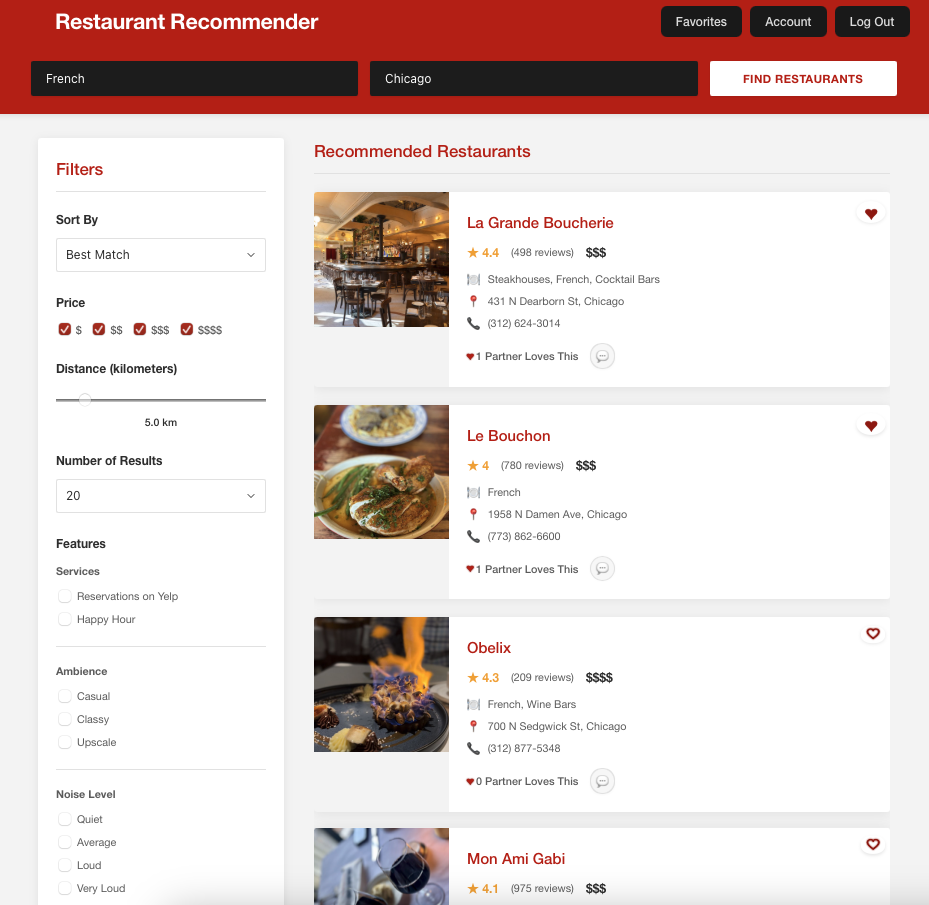 Restaurant Recommender
Favorites
Account
Log Out
French
Chicago
FIND RESTAURANTS
Filters
Sort By
Best Match
Price
$ $$ $$$ $$$$
Distance (kilometers)
5.0 km
Number of Results
20
Features
Services
Reservations on Yelp
Happy Hour
Ambience
Casual
Classy
Upscale
Noise Level
Quiet
Average
Loud
Very Loud
Recommended Restaurants
La Grande Boucherie
★ 4.4 (498 reviews) $$$
Steakhouses, French, Cocktail Bars
431 N Dearborn St, Chicago
(312) 624-3014
1 Partner Loves This
Le Bouchon
★ 4 (780 reviews) $$$
French
1958 N Damen Ave, Chicago
(773) 862-6600
1 Partner Loves This
Obelix
★ 4.3 (209 reviews) $$$$
French, Wine Bars
700 N Sedgwick St, Chicago
(312) 877-5348
0 Partner Loves This
Mon Ami Gabi
★ 4.1 (975 reviews) $$$